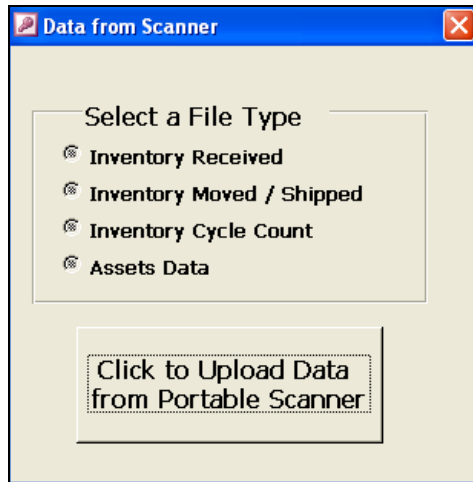 Data from Scanner
Select a File Type
Inventory Received
Inventory Moved / Shipped
Inventory Cycle Count
Assets Data
Click to Upload Data
from Portable Scanner